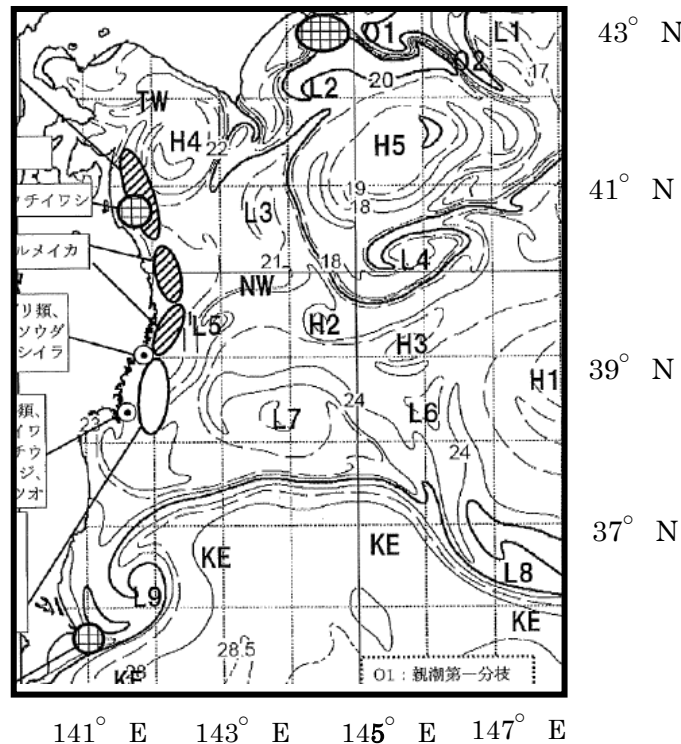 43° N
O1
L1
O2
17
20
L2
TW
H4
22
H5
19
18
41° N
チイワシ
L3
ルメイカ
21
18
L4
NW
リ類、
ソウダ
シイラ
L5
H2
H3
39° N
H1
24
L7
L6
類、
イワ
チウ
ジ、
ツオ
23
24
37° N
KE
KE
L8
L9
KE
28.5
KE
28
O1：親潮第一分枝
141° E
143° E
145° E
147° E